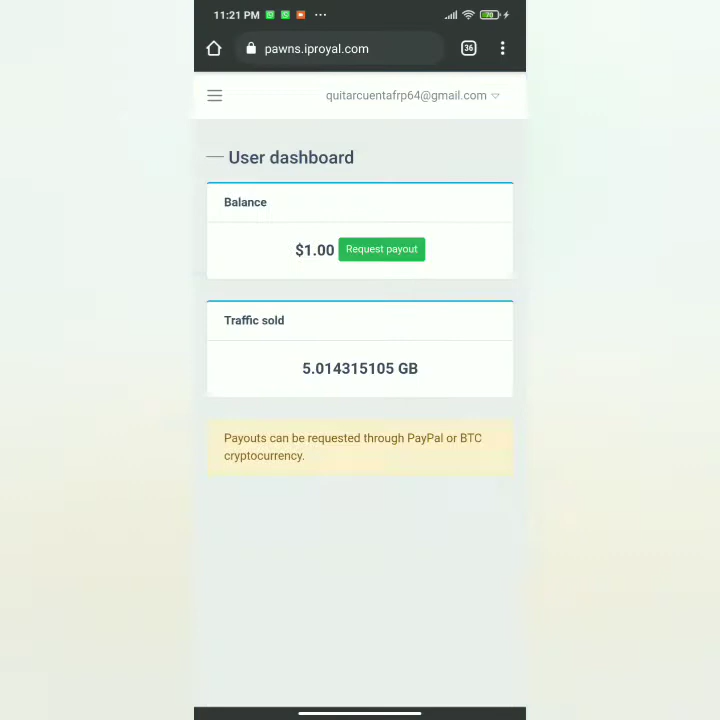 11:21 PM
70
pawns.iproyal.com
36
quitarcuentafrp64@gmail.com
User dashboard
Balance
$1.00 Request payout
Traffic sold
5.014315105 GB
Payouts can be requested through PayPal or BTC
cryptocurrency.